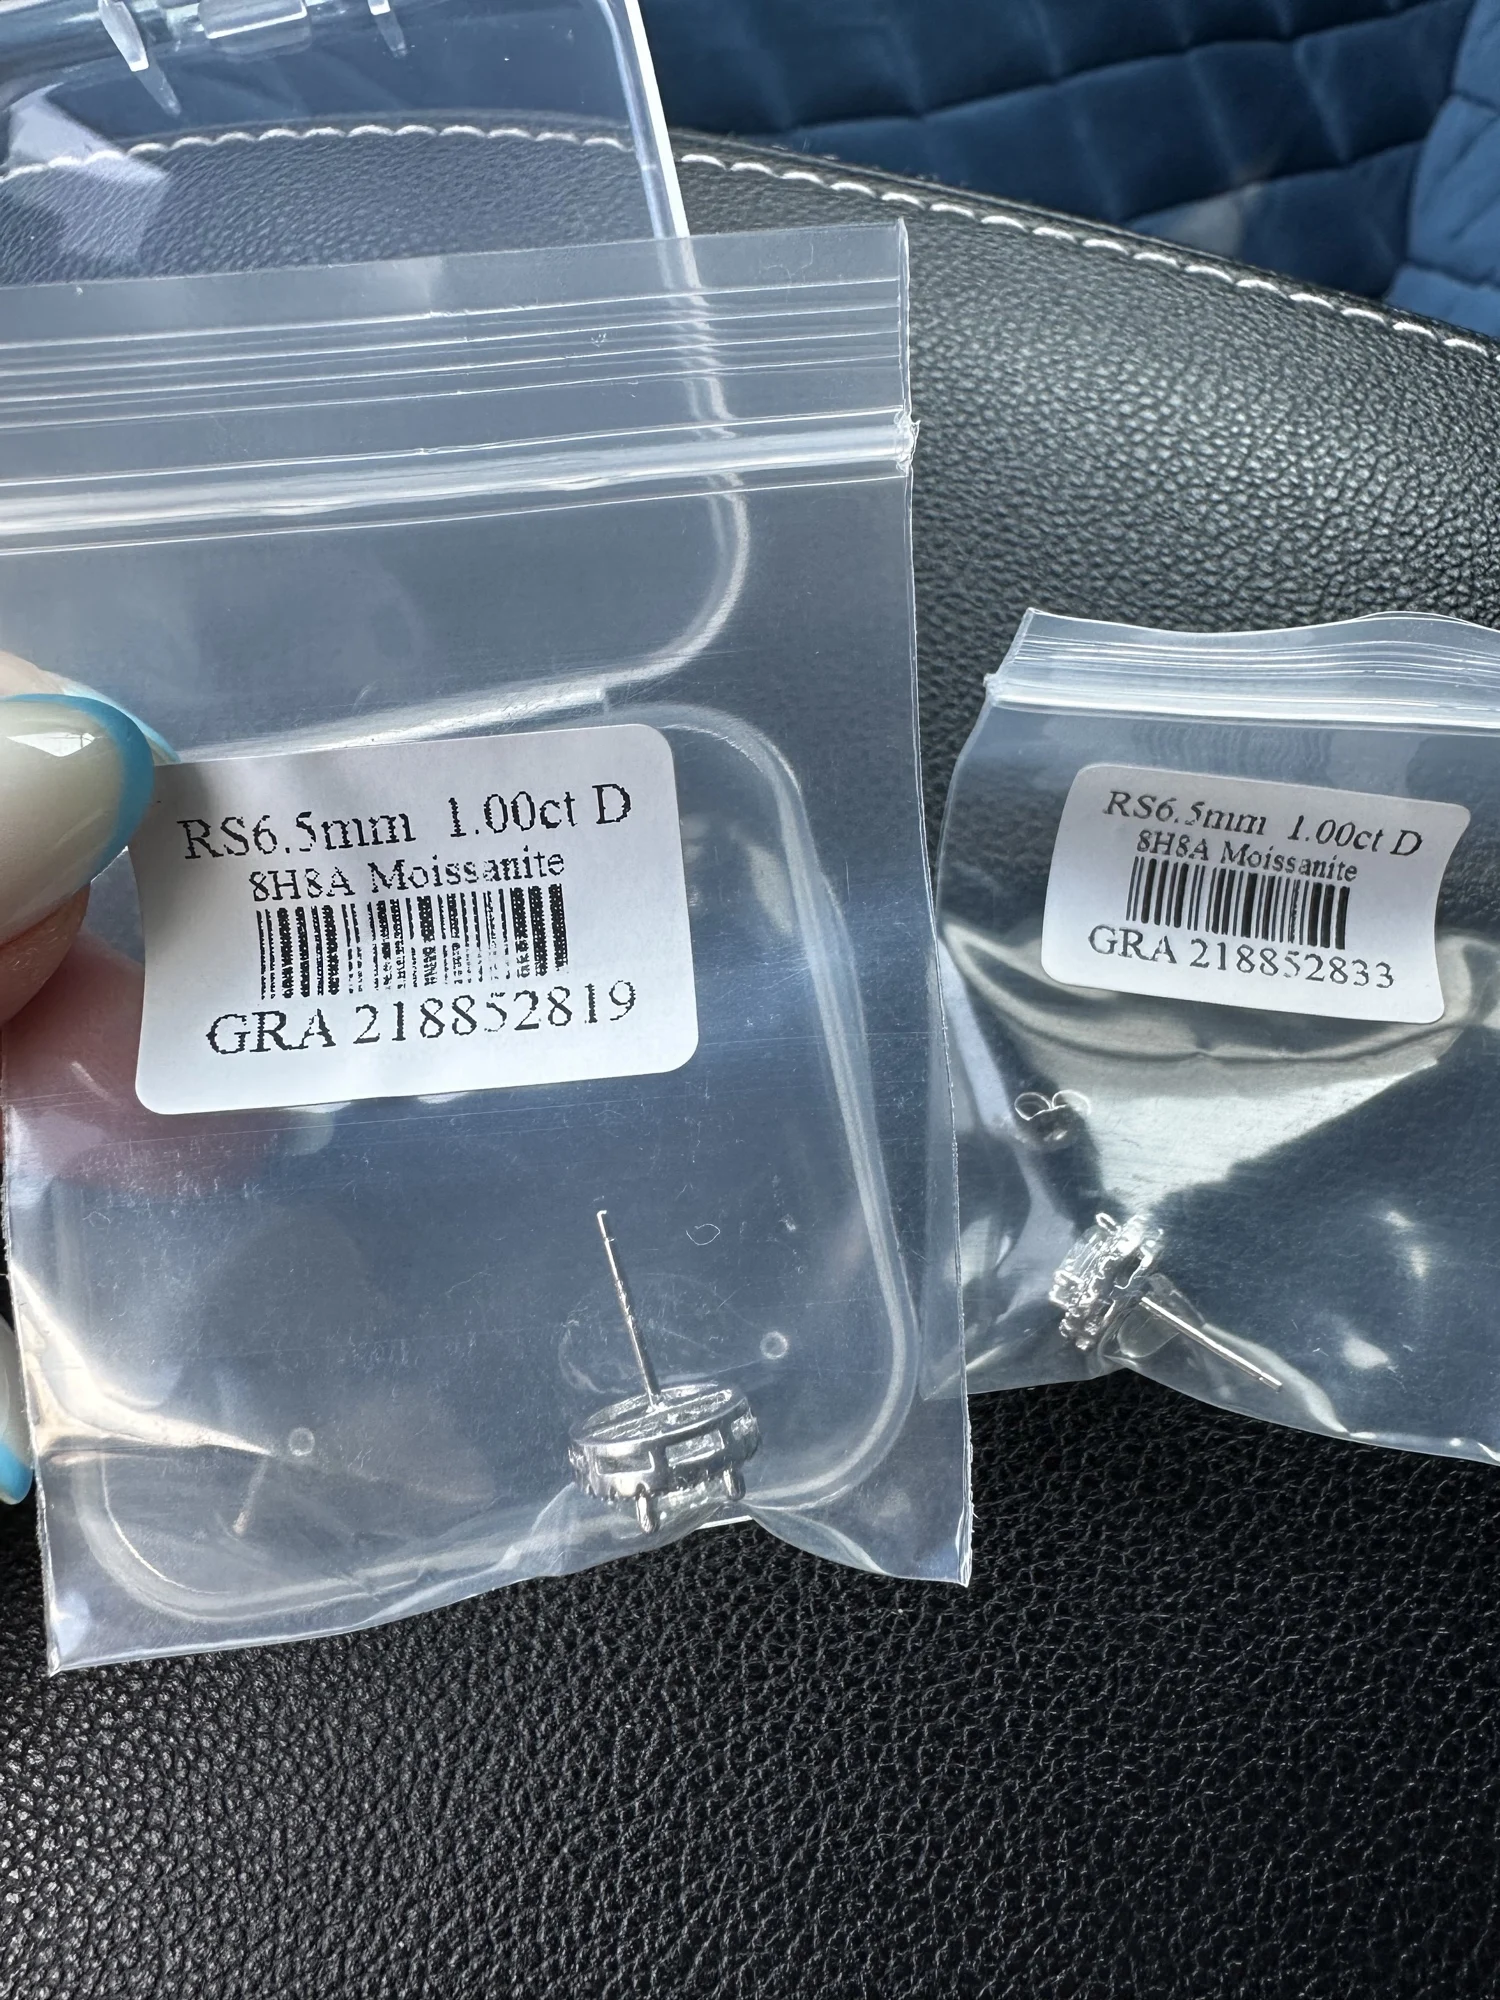 RS6.5mm 1.00ct D
8H8A Moissanite
GRA 218852819
RS6.5mm 1.00ct D
8H8A Moissanite
GRA 218852833